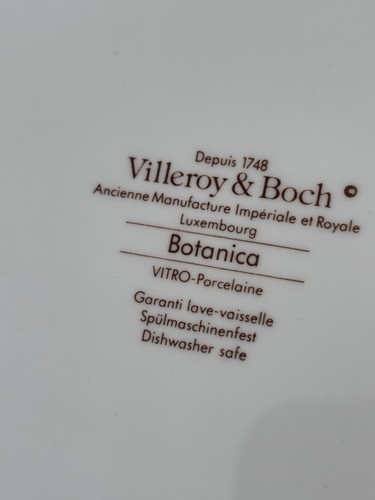 Depuis 1748
Villeroy & Boch
Ancienne Manufacture Impériale et Royale
Luxembourg
Botanica
VITRO-Porcelaine
Garanti lave-vaisselle
Spülmaschinenfest
Dishwasher safe